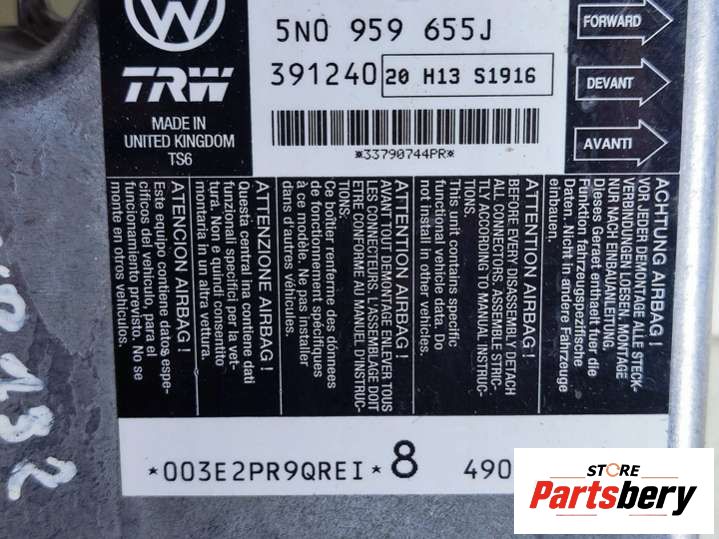 5N0 959 655J
391240 20 H13 S1916
TRW
MADE IN
UNITED KINGDOM
TS6
*33790744PR*
FORWARD
DEVANT
AVANTI
ATENCION AIRBAG !
Este equipo contiene datos espe-
cificos del vehiculo, para el
funcionamiento previsto. No se
monte en otros vehiculos.
ATTENZIONE AIRBAG !
Questa central ina contiene dati
funzionali specifici per la vet-
tura. Non e quindi consentito
montaria in un altra vettura.
ATTENTION AIRBAG !
AVANT TOUT DEMONTAGE ENLEVER TOUS
LES CONNECTEURS. L'ASSEMBLAGE DOIT
ETRE CONFORME AU MANUEL D'INSTRUC-
TIONS.
Ce boîtier renferme des données
de fonctionnement spécifiques
à ce modèle. Ne pas installer
dans d'autres véhicules.
ATTENTION AIRBAG !
BEFORE EVERY DISASSEMBLY DETACH
ALL CONNECTORS. ASSEMBLE STRIC-
TLY ACCORDING TO MANUAL INSTRUC-
TIONS.
This unit contains specific
functional vehicle data. Do
not install in other vehicles.
ACHTUNG AIRBAG !
VOR JEDER DEMONTAGE ALLE STECK-
VERBINDUNGEN LOESEN, MONTAGE
NUR NACH EINBAUANLEITUNG.
Dieses Geraet enthaelt fuer die
Funktion fahrzeugspezifische
Daten. Nicht in andere Fahrzeuge
einbauen.
*003E2PR9QREI* 8 490
132
STORE
Partsbery